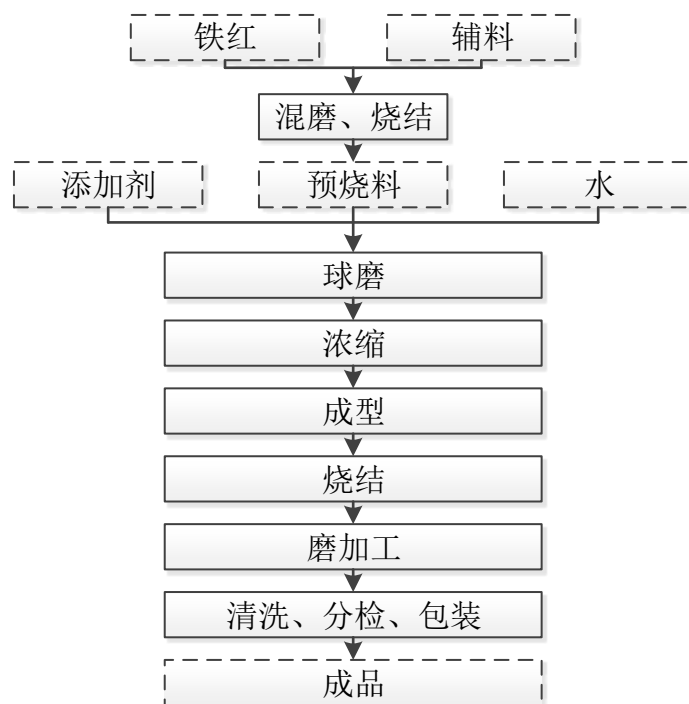 铁红
辅料
混磨、烧结
添加剂
预烧料
水
球磨
浓缩
成型
烧结
磨加工
清洗、分检、包装
成品